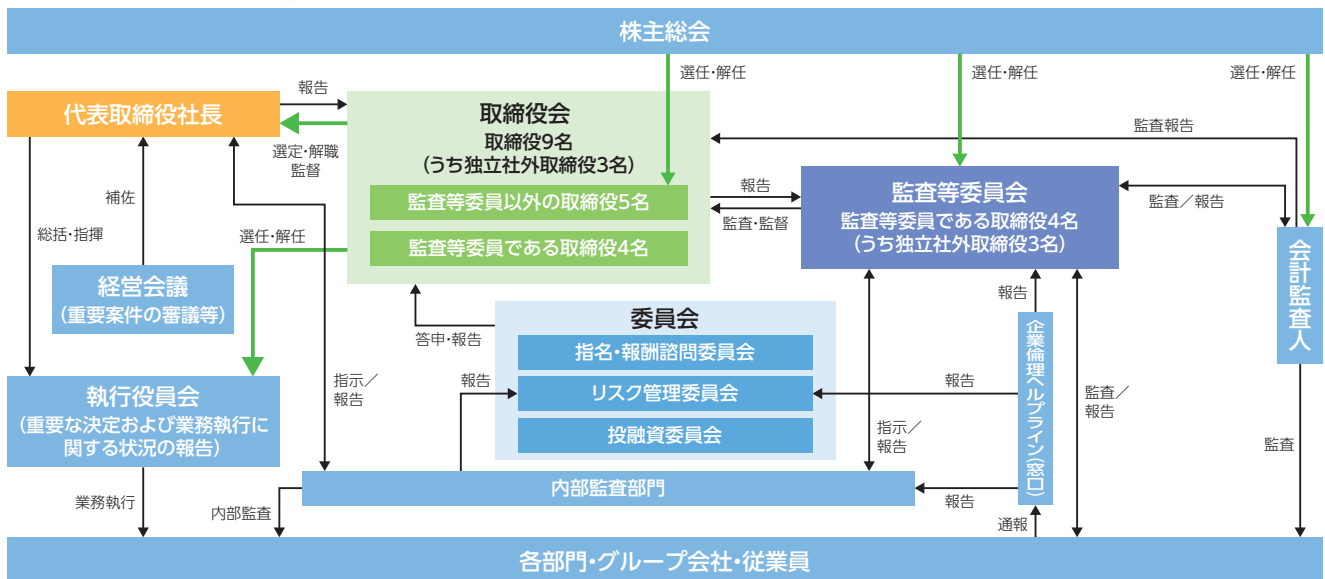 株主総会
選任・解任
選任・解任
選任・解任
報告
代表取締役社長
選定・解職
監督
取締役会
取締役9名
(うち独立社外取締役3名)
監査等委員以外の取締役5名
監査等委員である取締役4名
報告
監査・監督
監査報告
監査等委員会
監査等委員である取締役4名
(うち独立社外取締役3名)
監査／報告
会計監査人
補佐
総括・指揮
選任・解任
経営会議
(重要案件の審議等)
答申・報告
委員会
指名・報酬諮問委員会
リスク管理委員会
投融資委員会
報告
報告
報告
企業倫理ヘルプライン(窓口)
執行役員会
(重要な決定および業務執行に
関する状況の報告)
指示／
報告
指示／
報告
監査／
報告
監査
内部監査部門
報告
通報
業務執行
内部監査
各部門・グループ会社・従業員